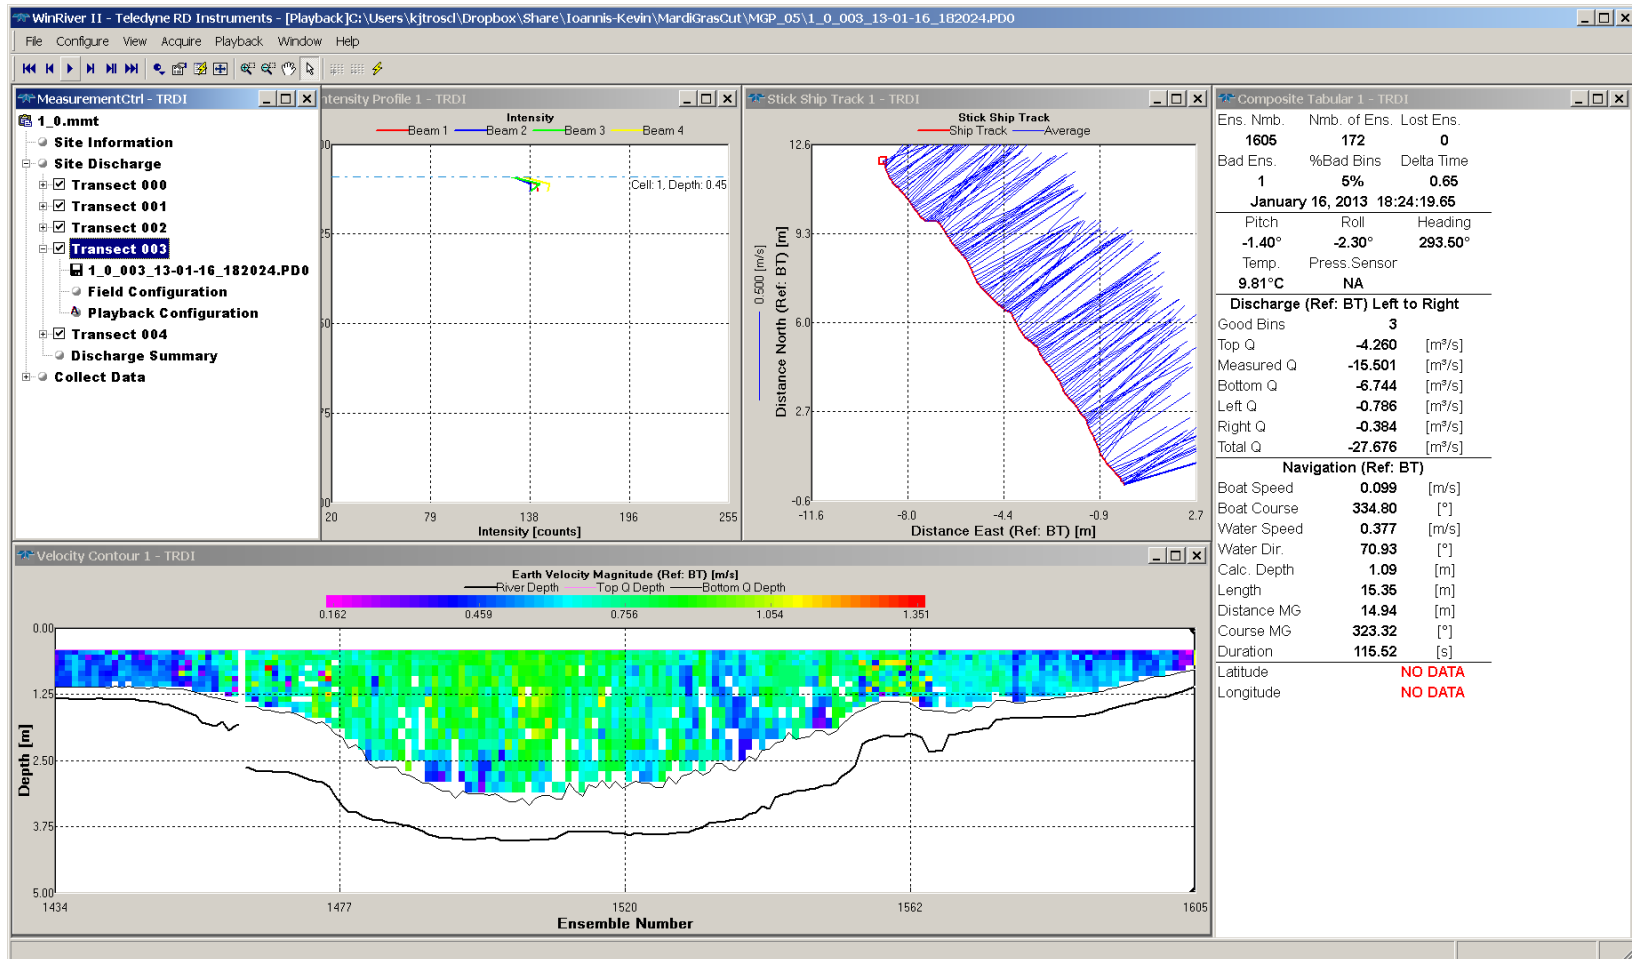 WinRiver II - Teledyne RD Instruments - [Playback]C:\Users\kjtroscl\Dropbox\Share\Ioannis-Kevin\MardiGrasCut\MGP_05\1_0_003_13-01-16_182024.PD0
File Configure View Acquire Playback Window Help
MeasurementCtrl - TRDI
1_0.mmt
Site Information
Site Discharge
Transect 000
Transect 001
Transect 002
Transect 003
1_0_003_13-01-16_182024.PD0
Field Configuration
Playback Configuration
Transect 004
Discharge Summary
Collect Data
ntensity Profile 1 - TRDI
Intensity
Beam 1 Beam 2 Beam 3 Beam 4
00
Cell: 1, Depth: 0.45
25
50
75
00
20 79 138 196 255
Intensity [counts]
Stick Ship Track 1 - TRDI
Stick Ship Track
Ship Track Average
0.500 [m/s]
Distance North (Ref: BT) [m]
12.6
9.3
6.0
2.7
-0.6
-11.6 -8.0 -4.4 -0.9 2.7
Distance East (Ref: BT) [m]
Composite Tabular 1 - TRDI
Ens. Nmb. Nmb. of Ens. Lost Ens.
1605 172 0
Bad Ens. %Bad Bins Delta Time
1 5% 0.65
January 16, 2013 18:24:19.65
Pitch Roll Heading
-1.40° -2.30° 293.50°
Temp. Press.Sensor
9.81°C NA
Discharge (Ref: BT) Left to Right
Good Bins 3
Top Q -4.260 [m³/s]
Measured Q -15.501 [m³/s]
Bottom Q -6.744 [m³/s]
Left Q -0.786 [m³/s]
Right Q -0.384 [m³/s]
Total Q -27.676 [m³/s]
Navigation (Ref: BT)
Boat Speed 0.099 [m/s]
Boat Course 334.80 [°]
Water Speed 0.377 [m/s]
Water Dir. 70.93 [°]
Calc. Depth 1.09 [m]
Length 15.35 [m]
Distance MG 14.94 [m]
Course MG 323.32 [°]
Duration 115.52 [s]
Latitude NO DATA
Longitude NO DATA
Velocity Contour 1 - TRDI
Earth Velocity Magnitude (Ref: BT) [m/s]
River Depth Top Q Depth Bottom Q Depth
0.162 0.459 0.756 1.054 1.351
Depth [m]
0.00
1.25
2.50
3.75
5.00
1434 1477 1520 1562 1605
Ensemble Number